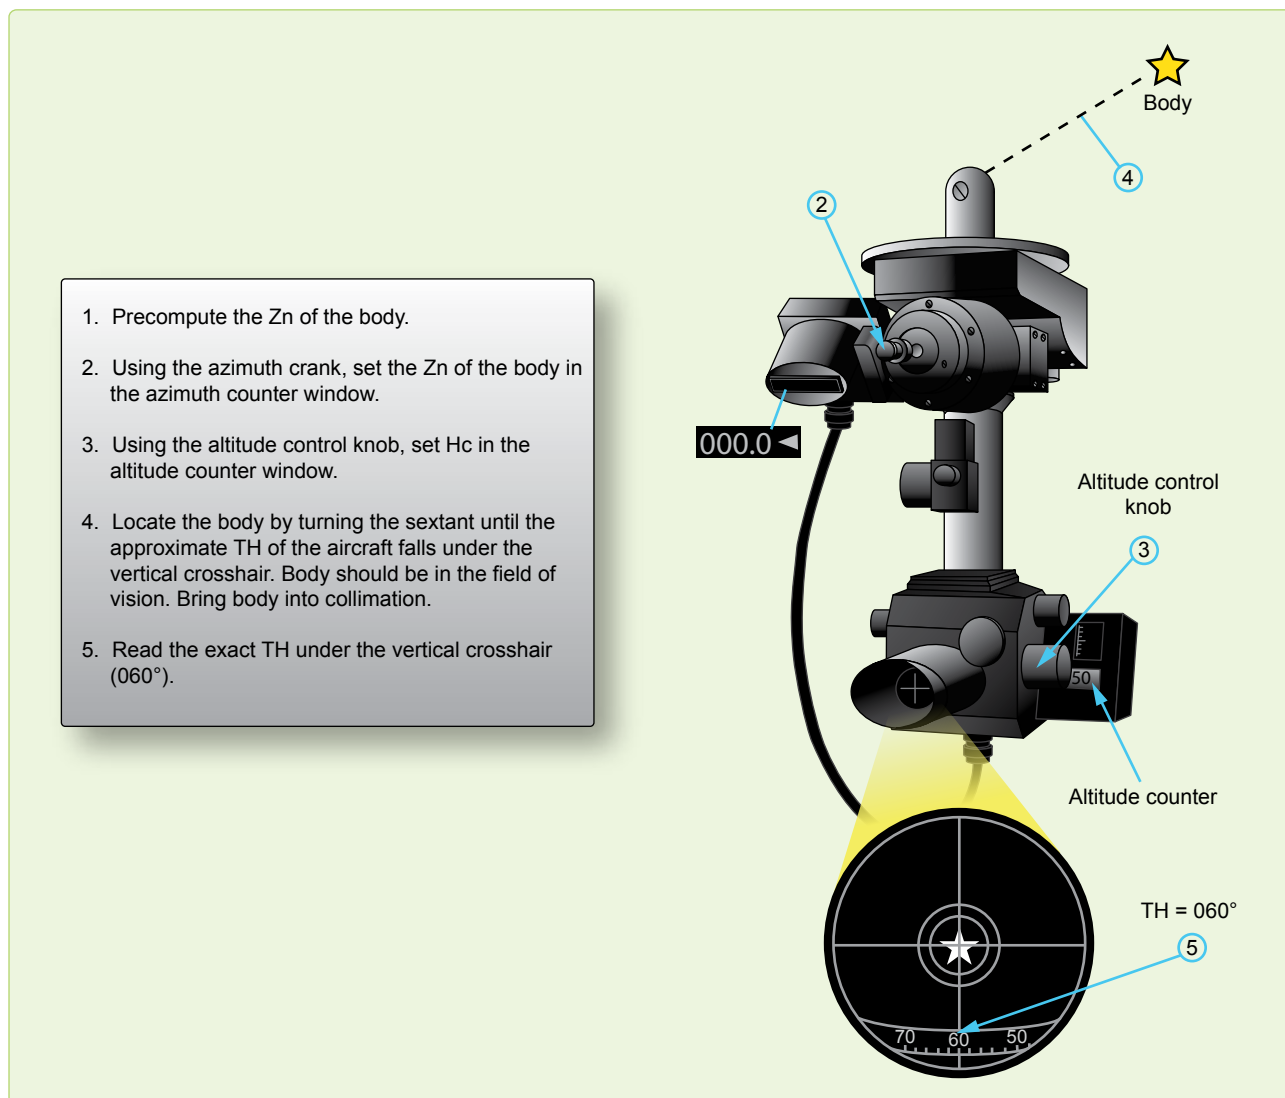 1. Precompute the Zn of the body.
2. Using the azimuth crank, set the Zn of the body in
the azimuth counter window.
3. Using the altitude control knob, set Hc in the
altitude counter window.
4. Locate the body by turning the sextant until the
approximate TH of the aircraft falls under the
vertical crosshair. Body should be in the field of
vision. Bring body into collimation.
5. Read the exact TH under the vertical crosshair
(060°).
Body
4
2
000.0
Altitude control
knob
3
50
Altitude counter
TH = 060°
5
70 60 50